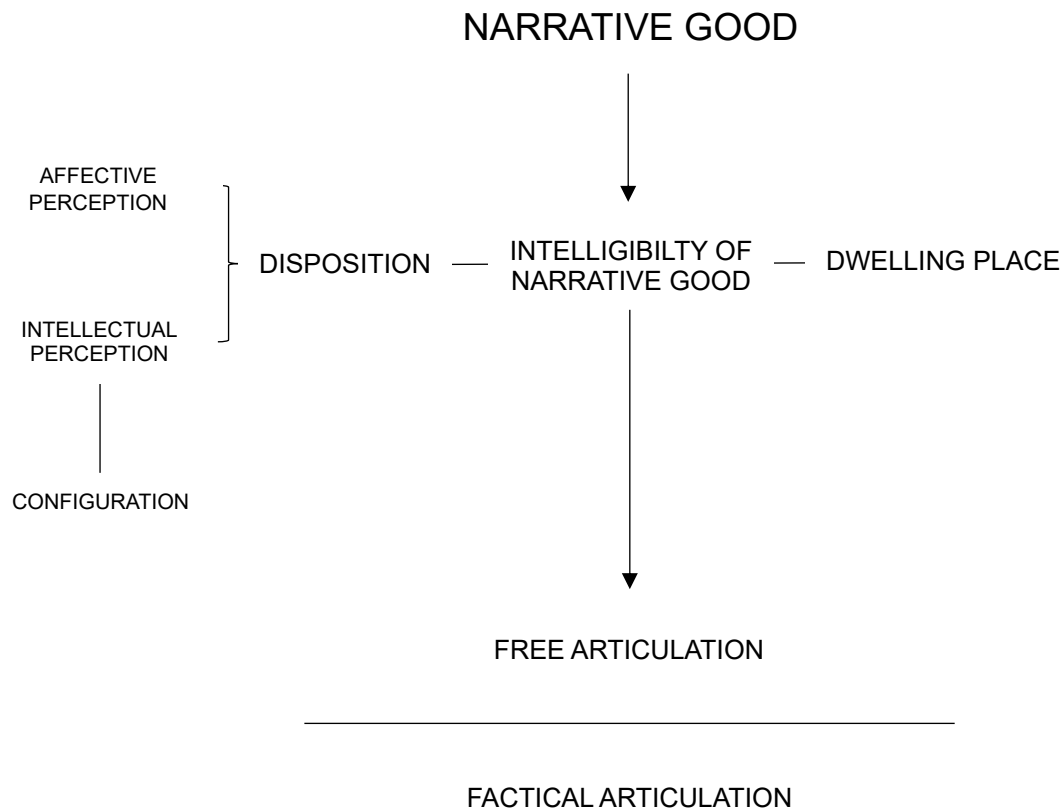 NARRATIVE GOOD
AFFECTIVE
PERCEPTION
DISPOSITION
INTELLIGIBILTY OF
NARRATIVE GOOD
DWELLING PLACE
INTELLECTUAL
PERCEPTION
CONFIGURATION
FREE ARTICULATION
FACTICAL ARTICULATION